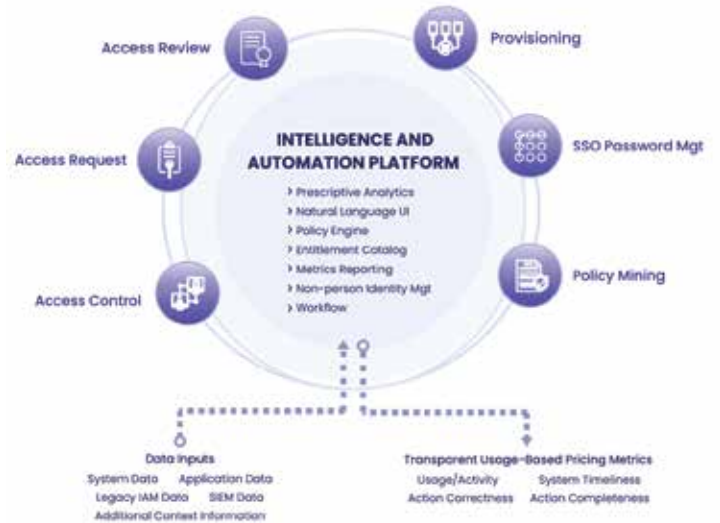 Access Review
Provisioning
Access Request
SSO Password Mgt
Access Control
Policy Mining
INTELLIGENCE AND
AUTOMATION PLATFORM
> Prescriptive Analytics
> Natural Language UI
> Policy Engine
> Entitlement Catalog
> Metrics Reporting
> Non-person Identity Mgt
> Workflow
Data Inputs
System Data Application Data
Legacy IAM Data SIEM Data
Additional Context Information
Transparent Usage-Based Pricing Metrics
Usage/Activity System Timeliness
Action Correctness Action Completeness